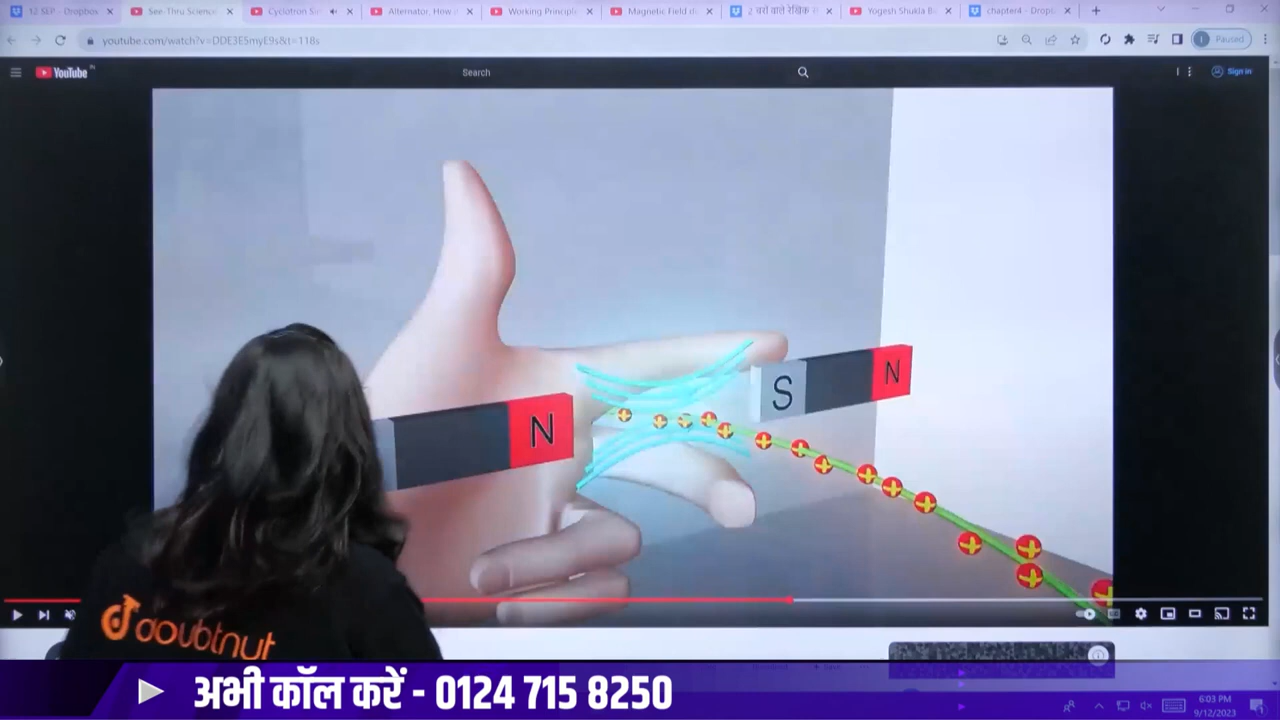 12 SEP - Dropbox
See-Thru Science
Cyclotron Sim
Alternator. How
Working Principle
Magnetic Field d
2 चरों वाले रैखिक स
Yogesh Shukla B
chapter4 - Drop
youtube.com/watch?v=DDE3E5myE9s&t=118s
Paused
YouTube
Search
Sign in
N
S
N
doubtnut
अभी कॉल करें - 0124 715 8250
6:03 PM
9/12/2023